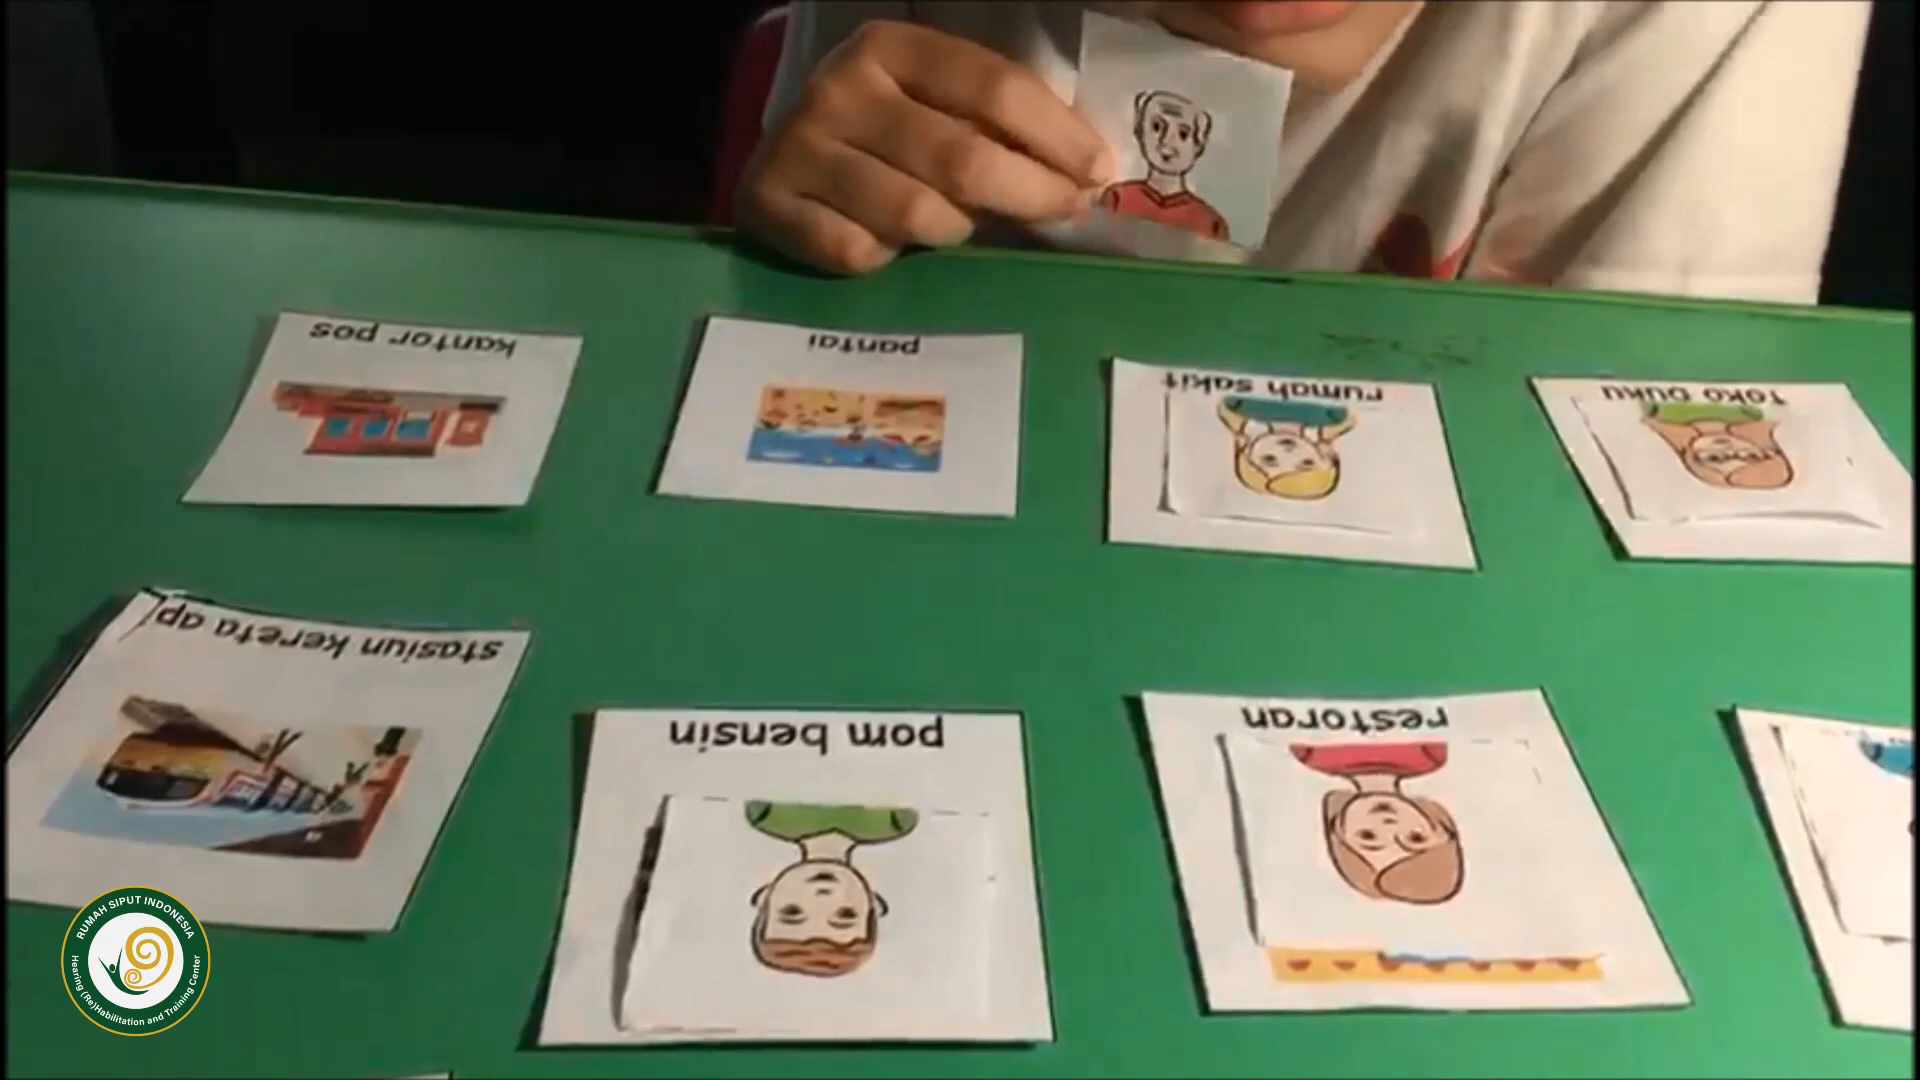 kantor pos
pantai
rumah sakit
Toko buku
stasiun kereta ap
pom bensin
restoran
RUMAH SIPUT INDONESIA
Hearing (Re)Habilitation and Training Center